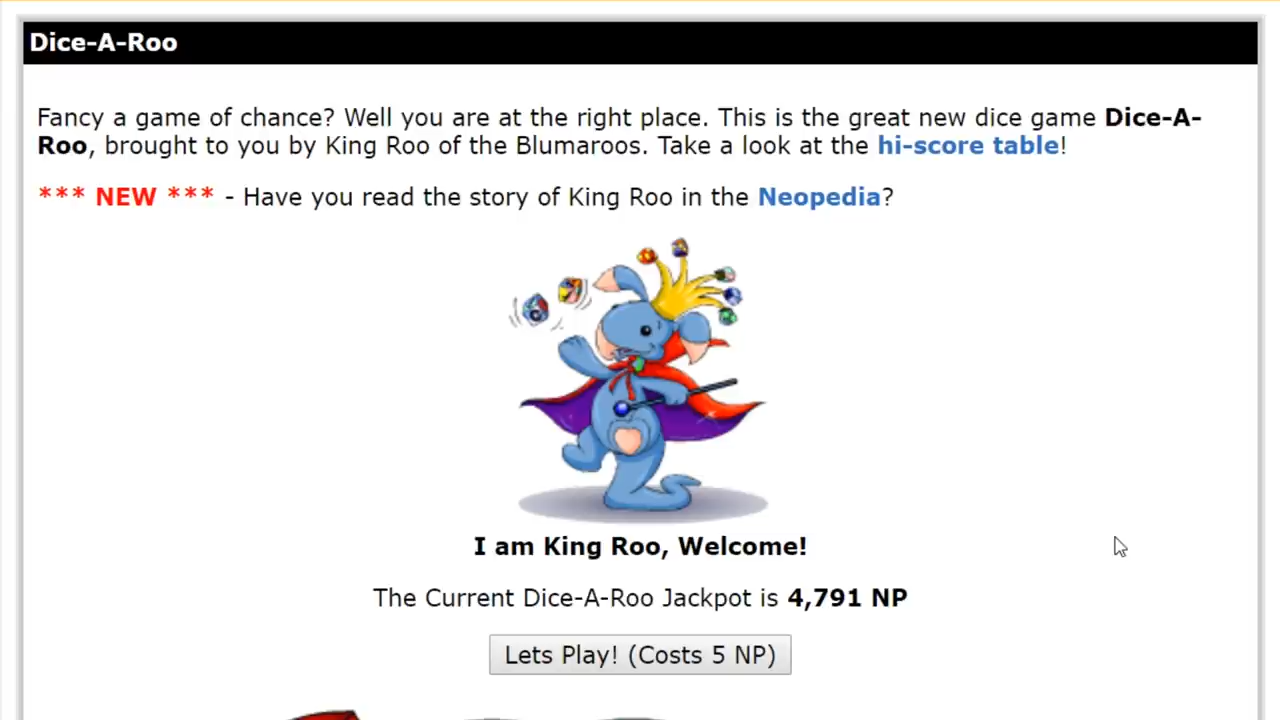 Dice-A-Roo
Fancy a game of chance? Well you are at the right place. This is the great new dice game Dice-A-
Roo, brought to you by King Roo of the Blumaroos. Take a look at the hi-score table!
*** NEW *** - Have you read the story of King Roo in the Neopedia?
I am King Roo, Welcome!
The Current Dice-A-Roo Jackpot is 4,791 NP
Lets Play! (Costs 5 NP)